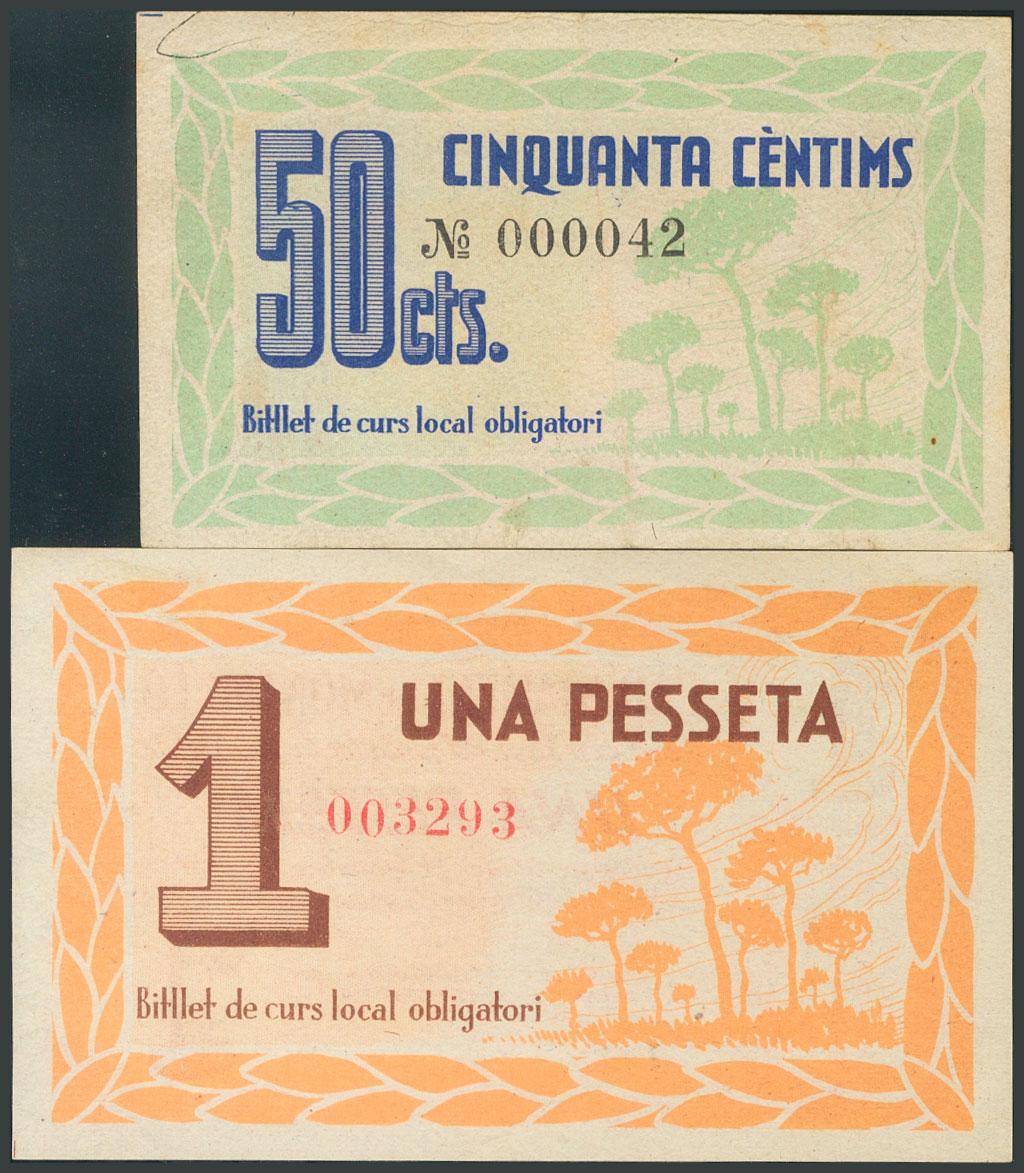 50 cts.
CINQUANTA CÈNTIMS
№ 000042
Bitllet de curs local obligatori
1
UNA PESSETA
003293
Bitllet de curs local obligatori